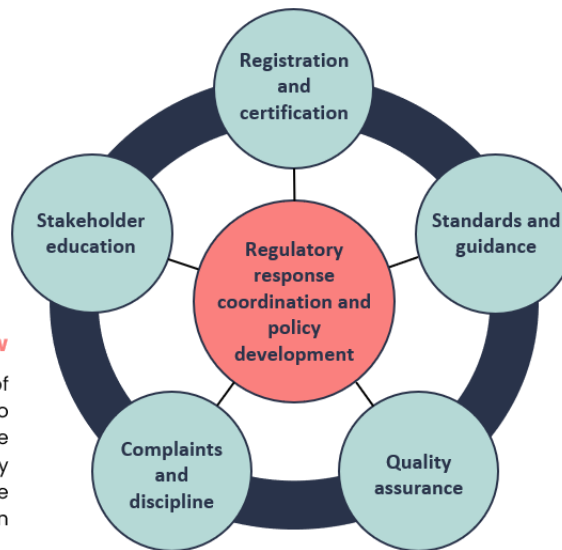 Registration
and
certification
Stakeholder
education
Standards and
guidance
Regulatory
response
coordination and
policy
development
Complaints
and
discipline
Quality
assurance
of